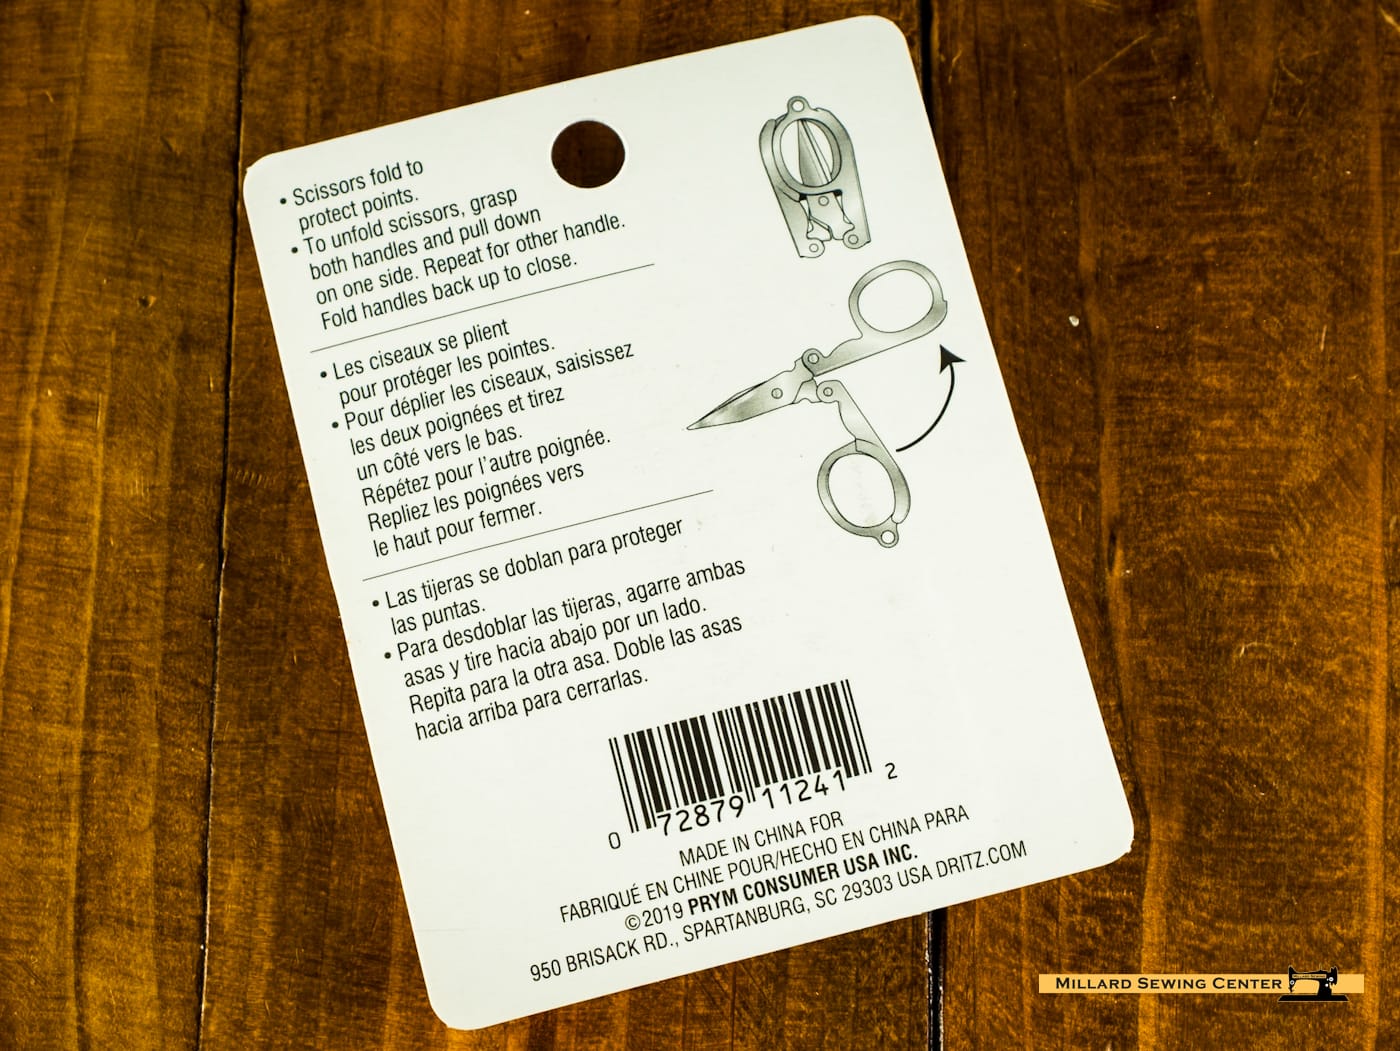 • Scissors fold to
protect points.
• To unfold scissors, grasp
both handles and pull down
on one side. Repeat for other handle.
Fold handles back up to close.
• Les ciseaux se plient
pour protéger les pointes.
• Pour déplier les ciseaux, saisissez
les deux poignées et tirez
un côté vers le bas.
Répétez pour l'autre poignée.
Repliez les poignées vers
le haut pour fermer.
• Las tijeras se doblan para proteger
las puntas.
• Para desdoblar las tijeras, agarre ambas
asas y tire hacia abajo por un lado.
Repita para la otra asa. Doble las asas
hacia arriba para cerrarlas.
0 72879 11241 2
MADE IN CHINA FOR
FABRIQUÉ EN CHINE POUR/HECHO EN CHINA PARA
©2019 PRYM CONSUMER USA INC.
950 BRISACK RD., SPARTANBURG, SC 29303 USA DRITZ.COM
MILLARD SEWING CENTER